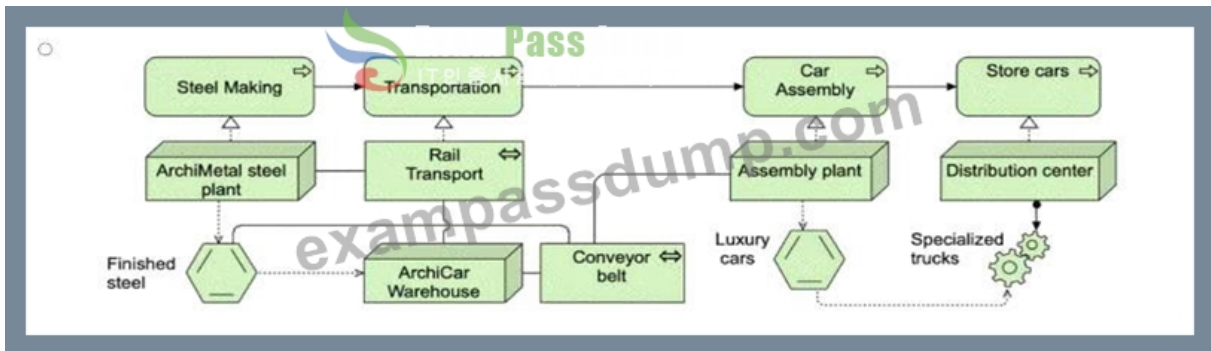 Pass
Steel Making
Transportation
Car
Assembly
Store cars
ArchiMetal steel
plant
Rail
Transport
Assembly plant
Distribution center
exampassdump.com
Finished
steel
ArchiCar
Warehouse
Conveyor
belt
Luxury
cars
Specialized
trucks